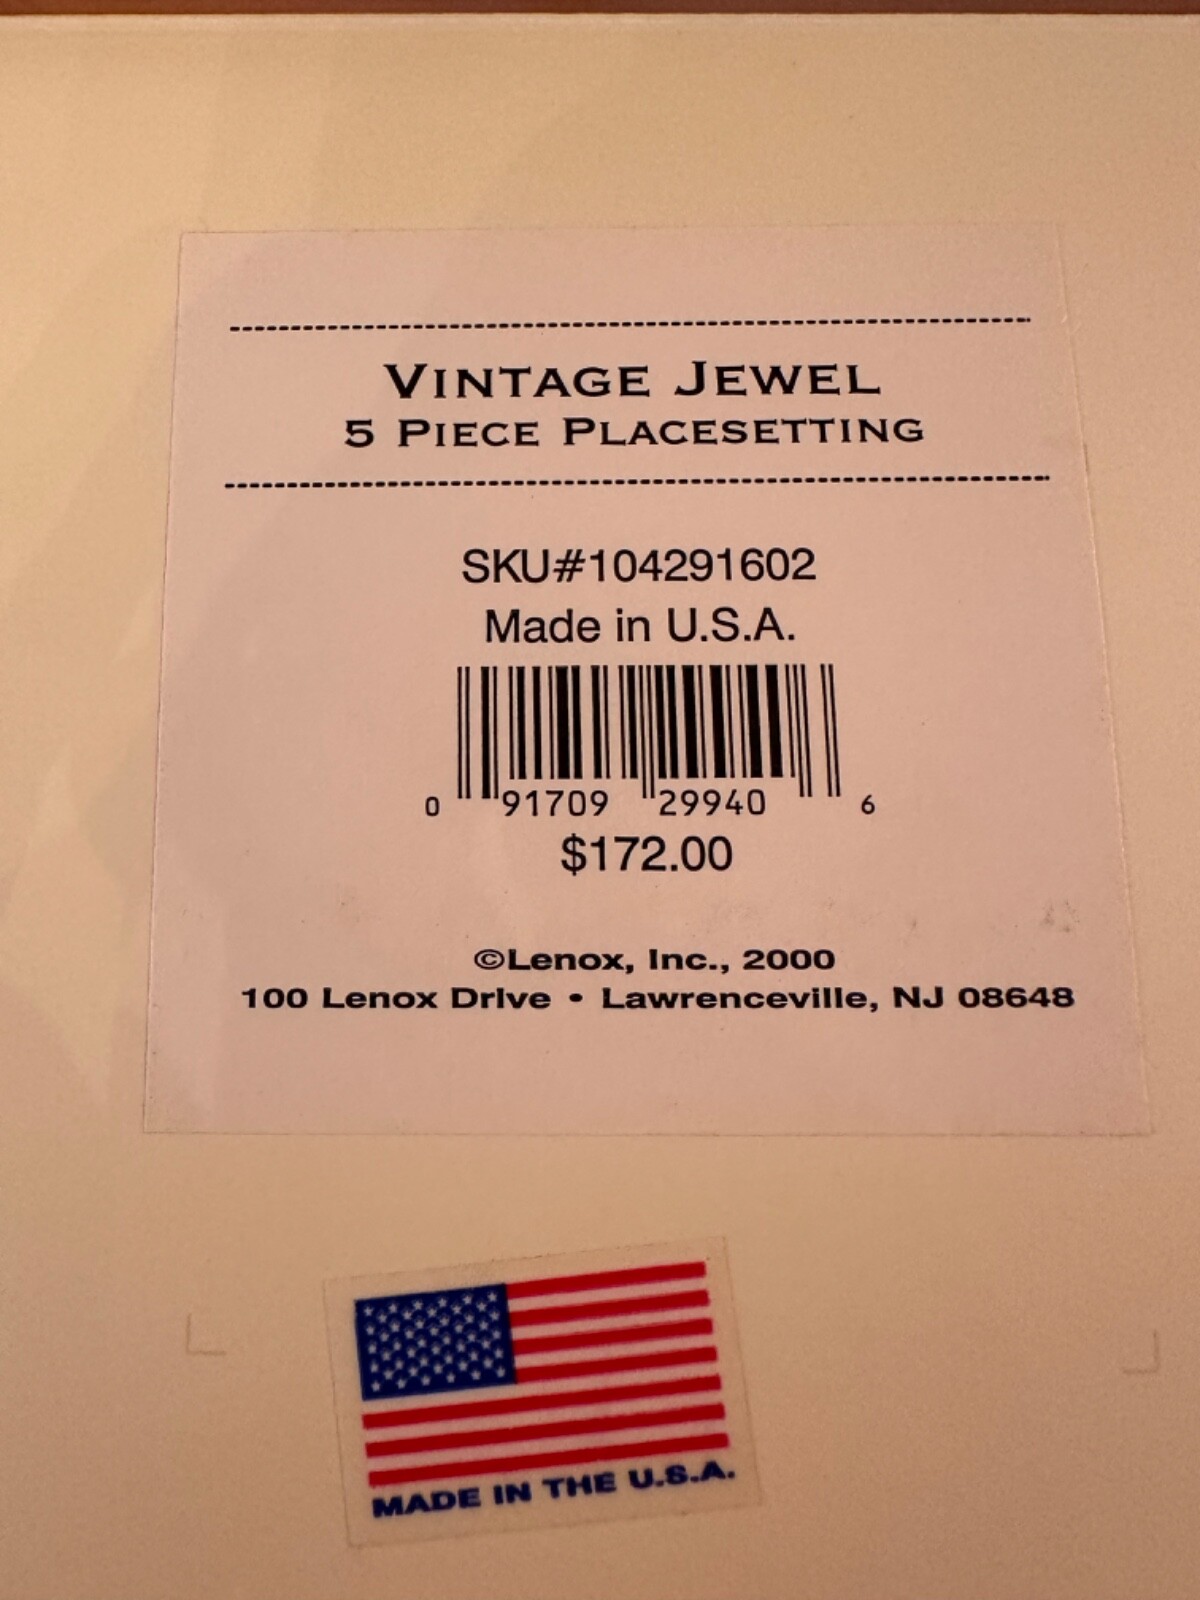 VINTAGE JEWEL
5 PIECE PLACESETTING
SKU#104291602
Made in U.S.A.
0 91709 29940 6
$172.00
©Lenox, Inc., 2000
100 Lenox Drive • Lawrenceville, NJ 08648
MADE IN THE U.S.A.